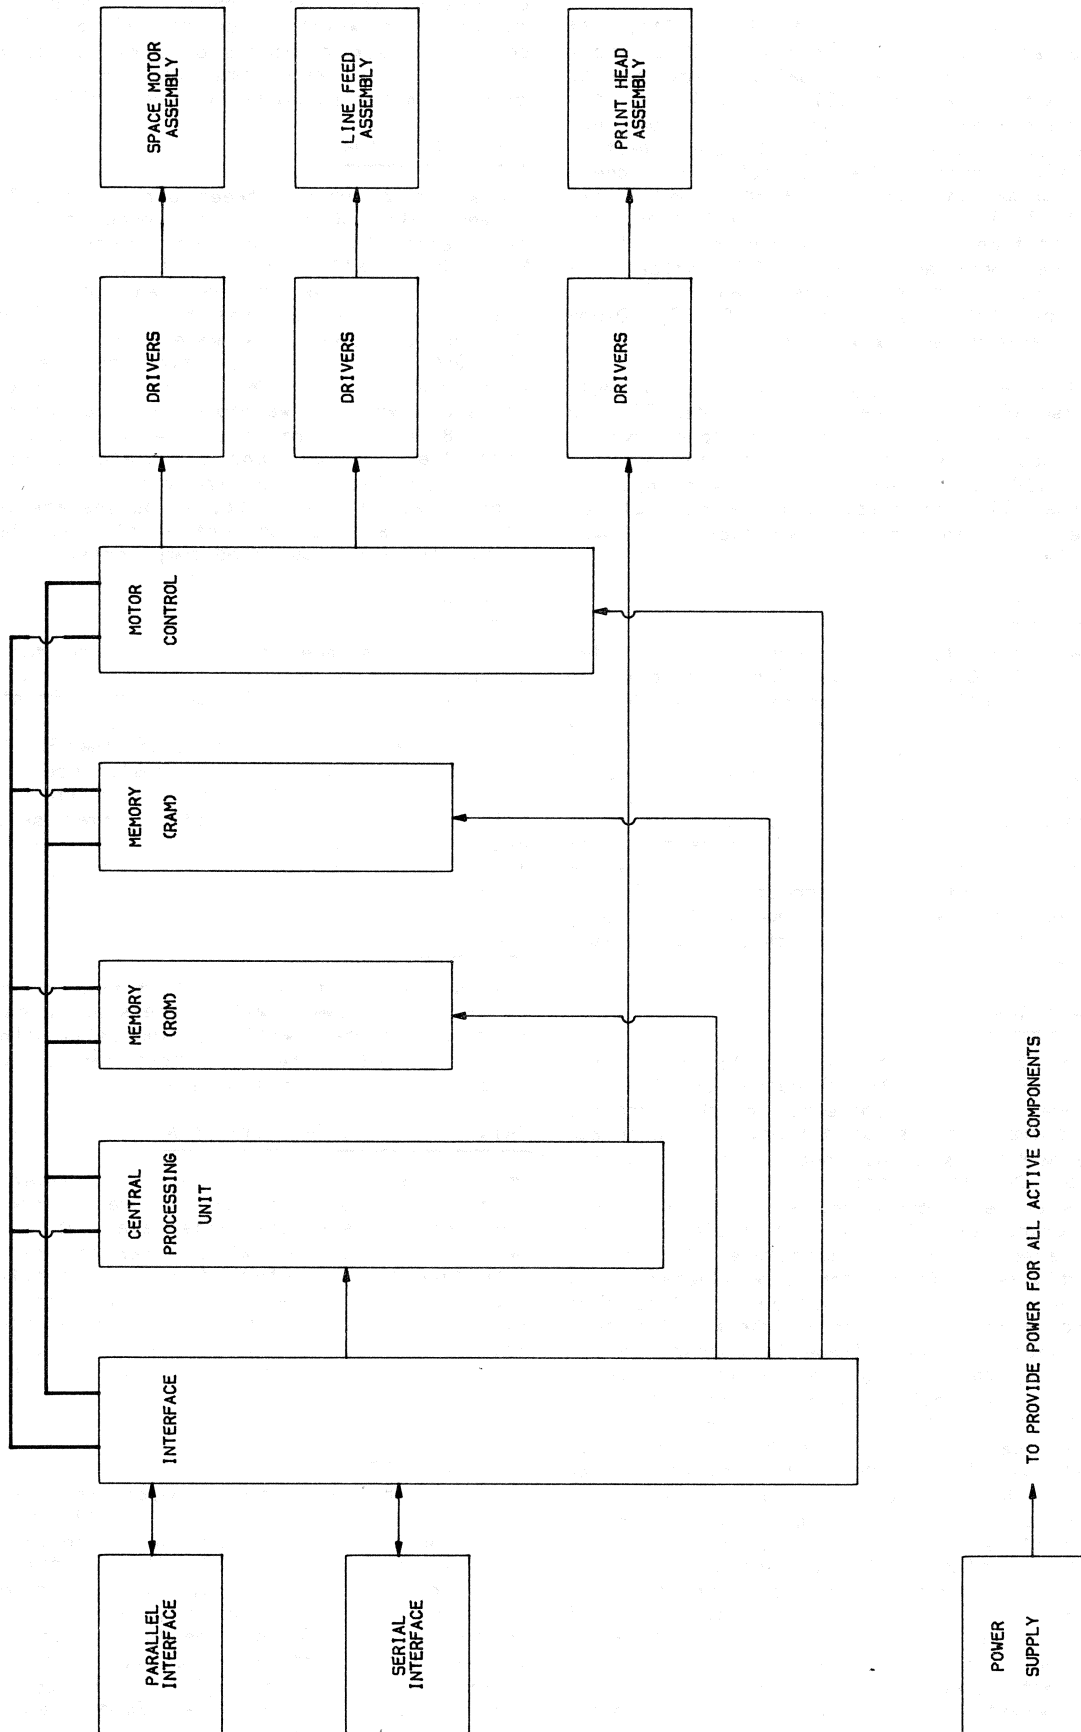 PARALLEL
INTERFACE
SERIAL
INTERFACE
INTERFACE
CENTRAL
PROCESSING
UNIT
MEMORY
(ROM)
MEMORY
(RAM)
MOTOR
CONTROL
DRIVERS
DRIVERS
DRIVERS
SPACE MOTOR
ASSEMBLY
LINE FEED
ASSEMBLY
PRINT HEAD
ASSEMBLY
POWER
SUPPLY
TO PROVIDE POWER FOR ALL ACTIVE COMPONENTS